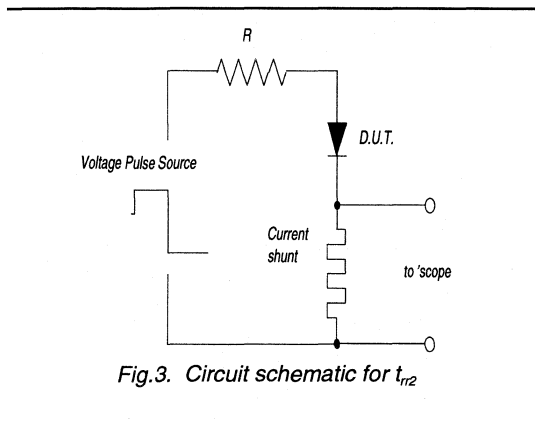 R
D.U.T.
Voltage Pulse Source
Current
shunt
to 'scope
Fig.3. Circuit schematic for trr2